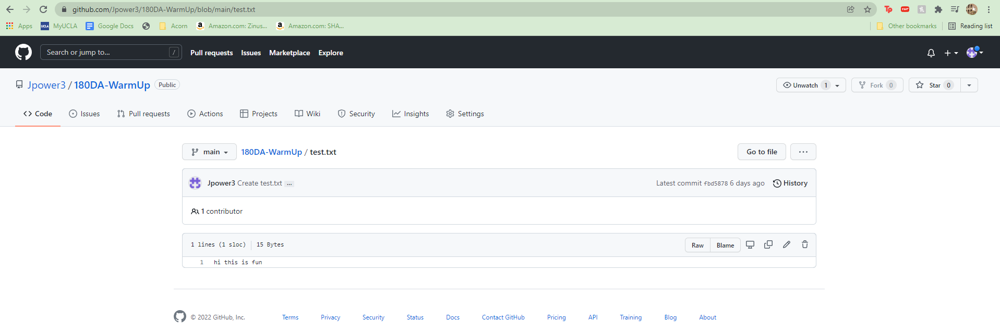 github.com/Jpower3/180DA-WarmUp/blob/main/test.txt
Apps UCLA MyUCLA Google Docs Acorn Amazon.com: Zinus... Amazon.com: SHA... Other bookmarks Reading list
Search or jump to... / Pull requests Issues Marketplace Explore
Jpower3 / 180DA-WarmUp Public Unwatch 1 Fork 0 Star 0
Code Issues Pull requests Actions Projects Wiki Security Insights Settings
main 180DA-WarmUp / test.txt Go to file ...
Jpower3 Create test.txt ... Latest commit fbd5878 6 days ago History
1 contributor
1 lines (1 sloc) 15 Bytes Raw Blame
1 hi this is fun
© 2022 GitHub, Inc. Terms Privacy Security Status Docs Contact GitHub Pricing API Training Blog About